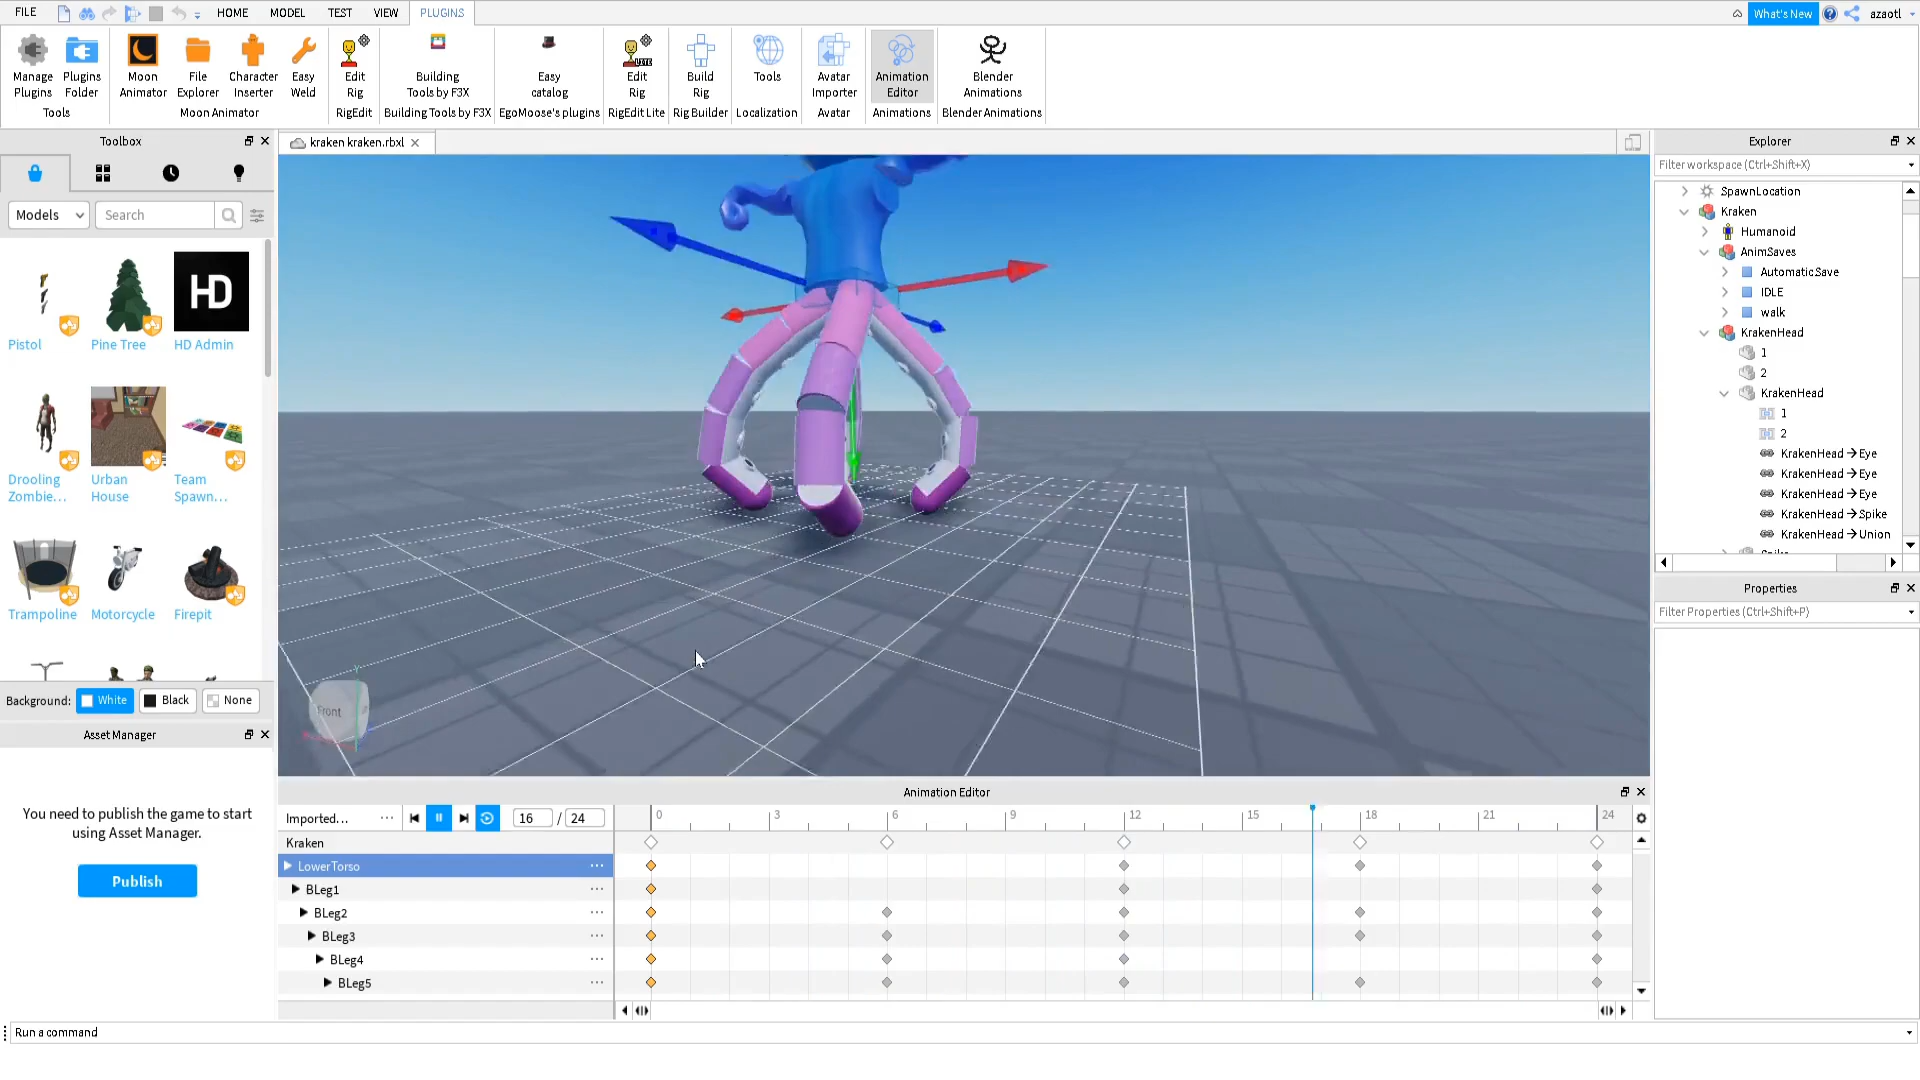 FILE HOME MODEL TEST VIEW PLUGINS What's New azaotl
Manage Plugins
Plugins Folder
Tools
Moon Animator
File Explorer
Character Inserter
Easy Weld
Moon Animator
Edit Rig
RigEdit
Building Tools by F3X
Building Tools by F3X
Easy catalog
EgoMoose's plugins
Edit Rig
LITE
RigEdit Lite
Build Rig
Rig Builder
Tools
Localization
Avatar Importer
Avatar
Animation Editor
Animations
Blender Animations
Blender Animations
Toolbox
kraken kraken.rbxl
Models
Search
HD
Pistol
Pine Tree
HD Admin
Drooling Zombie...
Urban House
Team Spawn...
Trampoline
Motorcycle
Firepit
Background: White Black None
Asset Manager
You need to publish the game to start
using Asset Manager.
Publish
Front
Explorer
Filter workspace (Ctrl+Shift+X)
SpawnLocation
Kraken
Humanoid
AnimSaves
AutomaticSave
IDLE
walk
KrakenHead
1
2
KrakenHead
1
2
KrakenHead->Eye
KrakenHead->Eye
KrakenHead->Eye
KrakenHead->Spike
KrakenHead->Union
Properties
Filter Properties (Ctrl+Shift+P)
Animation Editor
Imported... ... 16 / 24 0 3 6 9 12 15 18 21 24
Kraken
LowerTorso ...
BLeg1 ...
BLeg2 ...
BLeg3 ...
BLeg4 ...
BLeg5 ...
Run a command